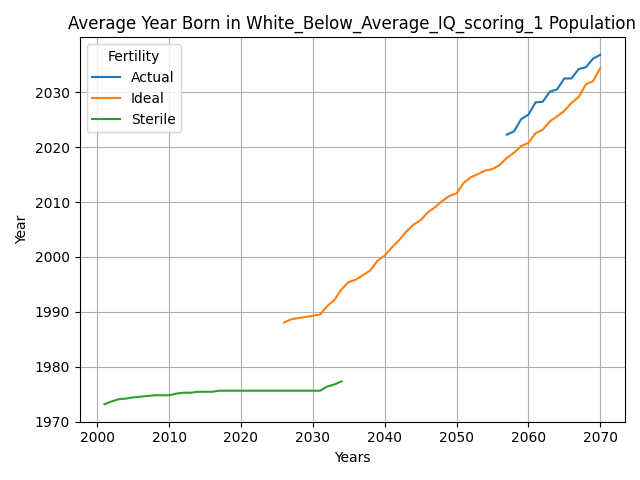 Average Year Born in White_Below_Average_IQ_scoring_1 Population
Fertility
Actual
Ideal
Sterile
Year
2030
2020
2010
2000
1990
1980
1970
2000 2010 2020 2030 2040 2050 2060 2070
Years